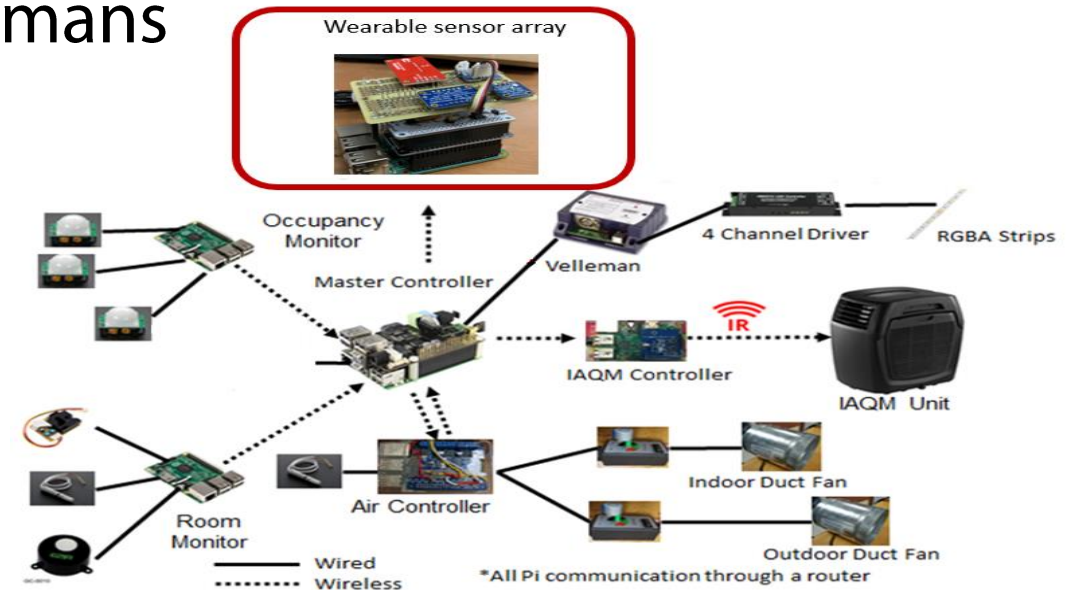 mans
Wearable sensor array
Occupancy
Monitor
Master Controller
Velleman
4 Channel Driver
RGBA Strips
IR
IAQM Controller
IAQM Unit
Air Controller
Indoor Duct Fan
Outdoor Duct Fan
Room
Monitor
Wired
Wireless
*All Pi communication through a router